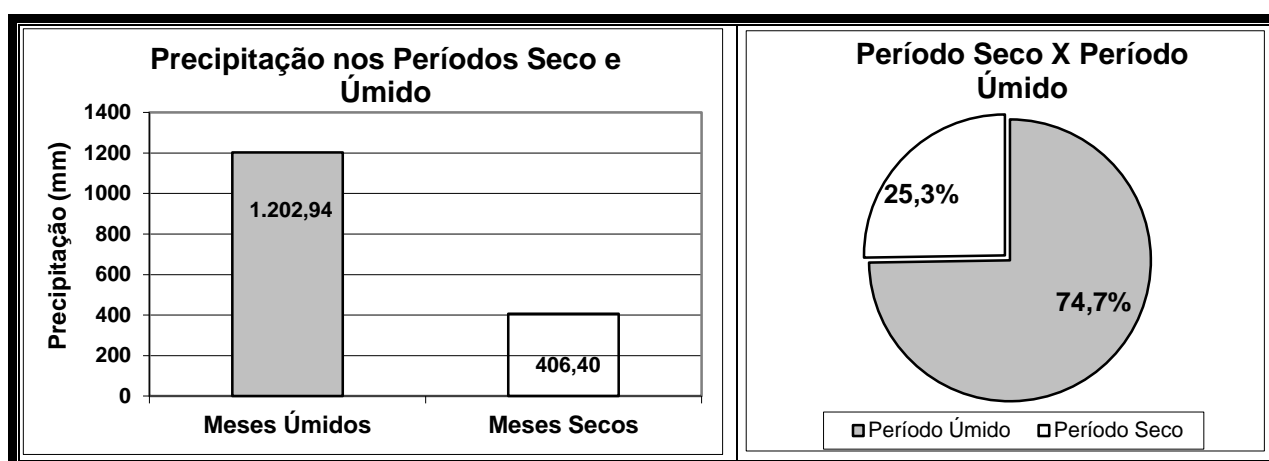 Precipitação nos Períodos Seco e
Úmido
Precipitação (mm)
1400
1200
1000
800
600
400
200
0
1.202,94
406,40
Meses Úmidos
Meses Secos
Período Seco X Período
Úmido
25,3%
74,7%
Período Úmido
Período Seco